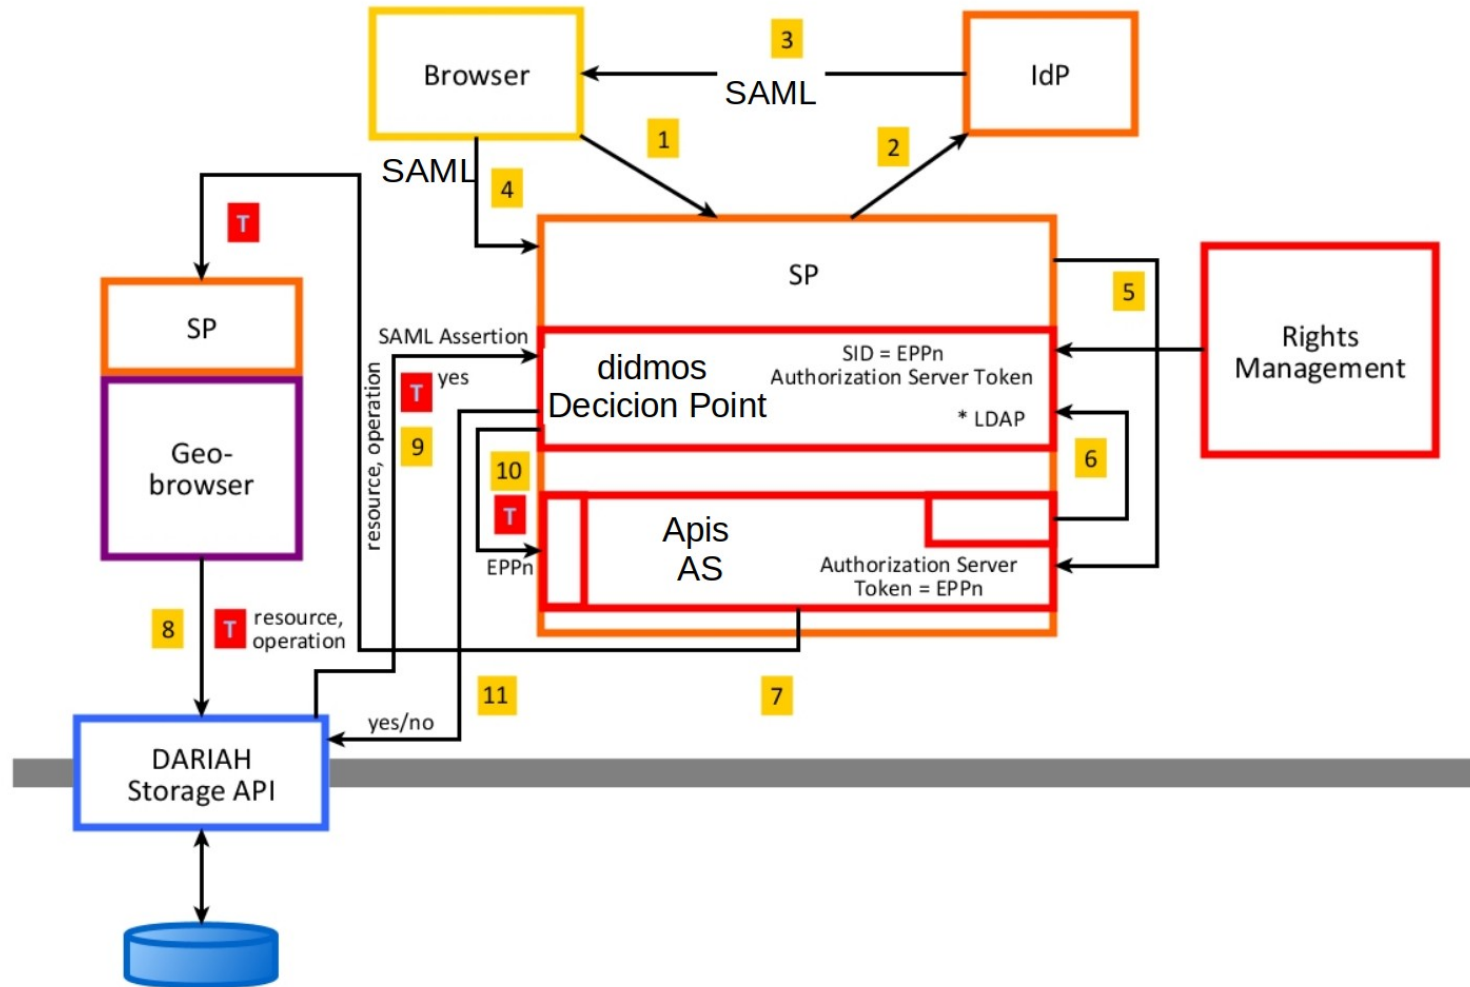 3
Browser
SAML
IdP
1
2
SAML
4
T
SP
5
SP
Rights
Management
SAML Assertion
didmos
Decicion Point
SID = EPPn
Authorization Server Token
* LDAP
T
yes
9
resource, operation
Geo-
browser
10
T
EPPn
6
Apis
AS
Authorization Server
Token = EPPn
8
T
resource,
operation
11
7
yes/no
DARIAH
Storage API